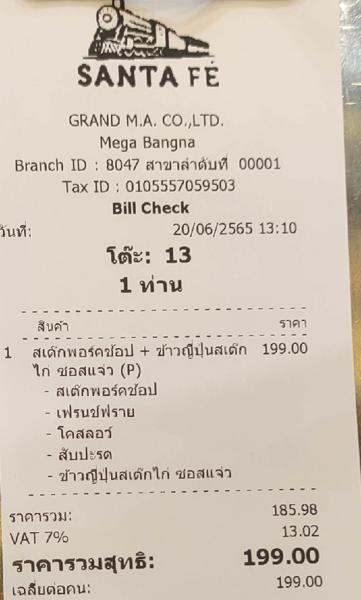 SANTA FÉ
GRAND M.A. CO.,LTD.
Mega Bangna
Branch ID : 8047 สาขาลำดับที่ 00001
Tax ID : 0105557059503
Bill Check
วันที่: 20/06/2565 13:10
โต๊ะ: 13
1 ท่าน
สินค้า ราคา
1 สเต๊กพอร์คช้อป + ข้าวญี่ปุ่นสเต๊ก 199.00
ไก่ ซอสแจ่ว (P)
- สเต๊กพอร์คช้อป
- เฟรนช์ฟราย
- โคสลอว์
- สับปะรด
- ข้าวญี่ปุ่นสเต๊กไก่ ซอสแจ่ว
ราคารวม: 185.98
VAT 7% 13.02
ราคารวมสุทธิ: 199.00
เฉลี่ยต่อคน: 199.00